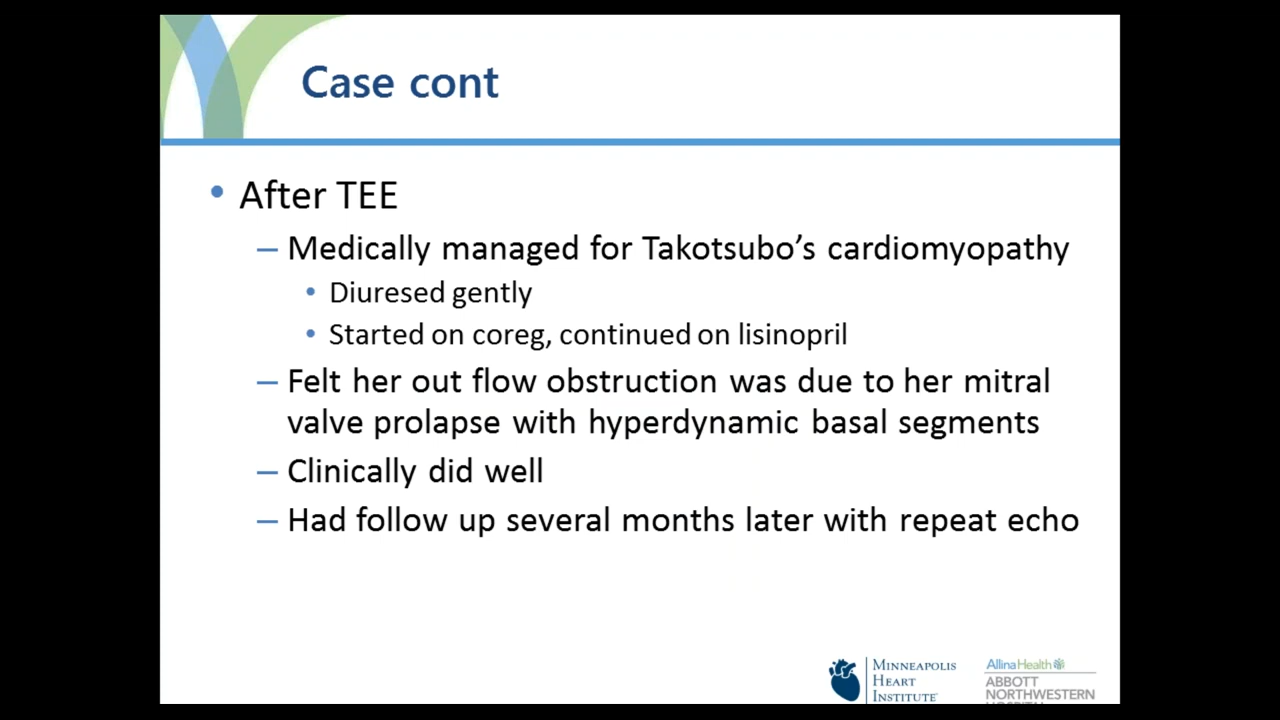 Case cont
• After TEE
– Medically managed for Takotsubo’s cardiomyopathy
• Diuresed gently
• Started on coreg, continued on lisinopril
– Felt her out flow obstruction was due to her mitral
valve prolapse with hyperdynamic basal segments
– Clinically did well
– Had follow up several months later with repeat echo
MINNEAPOLIS
HEART
INSTITUTE
Allina Health
ABBOTT
NORTHWESTERN
HOSPITAL